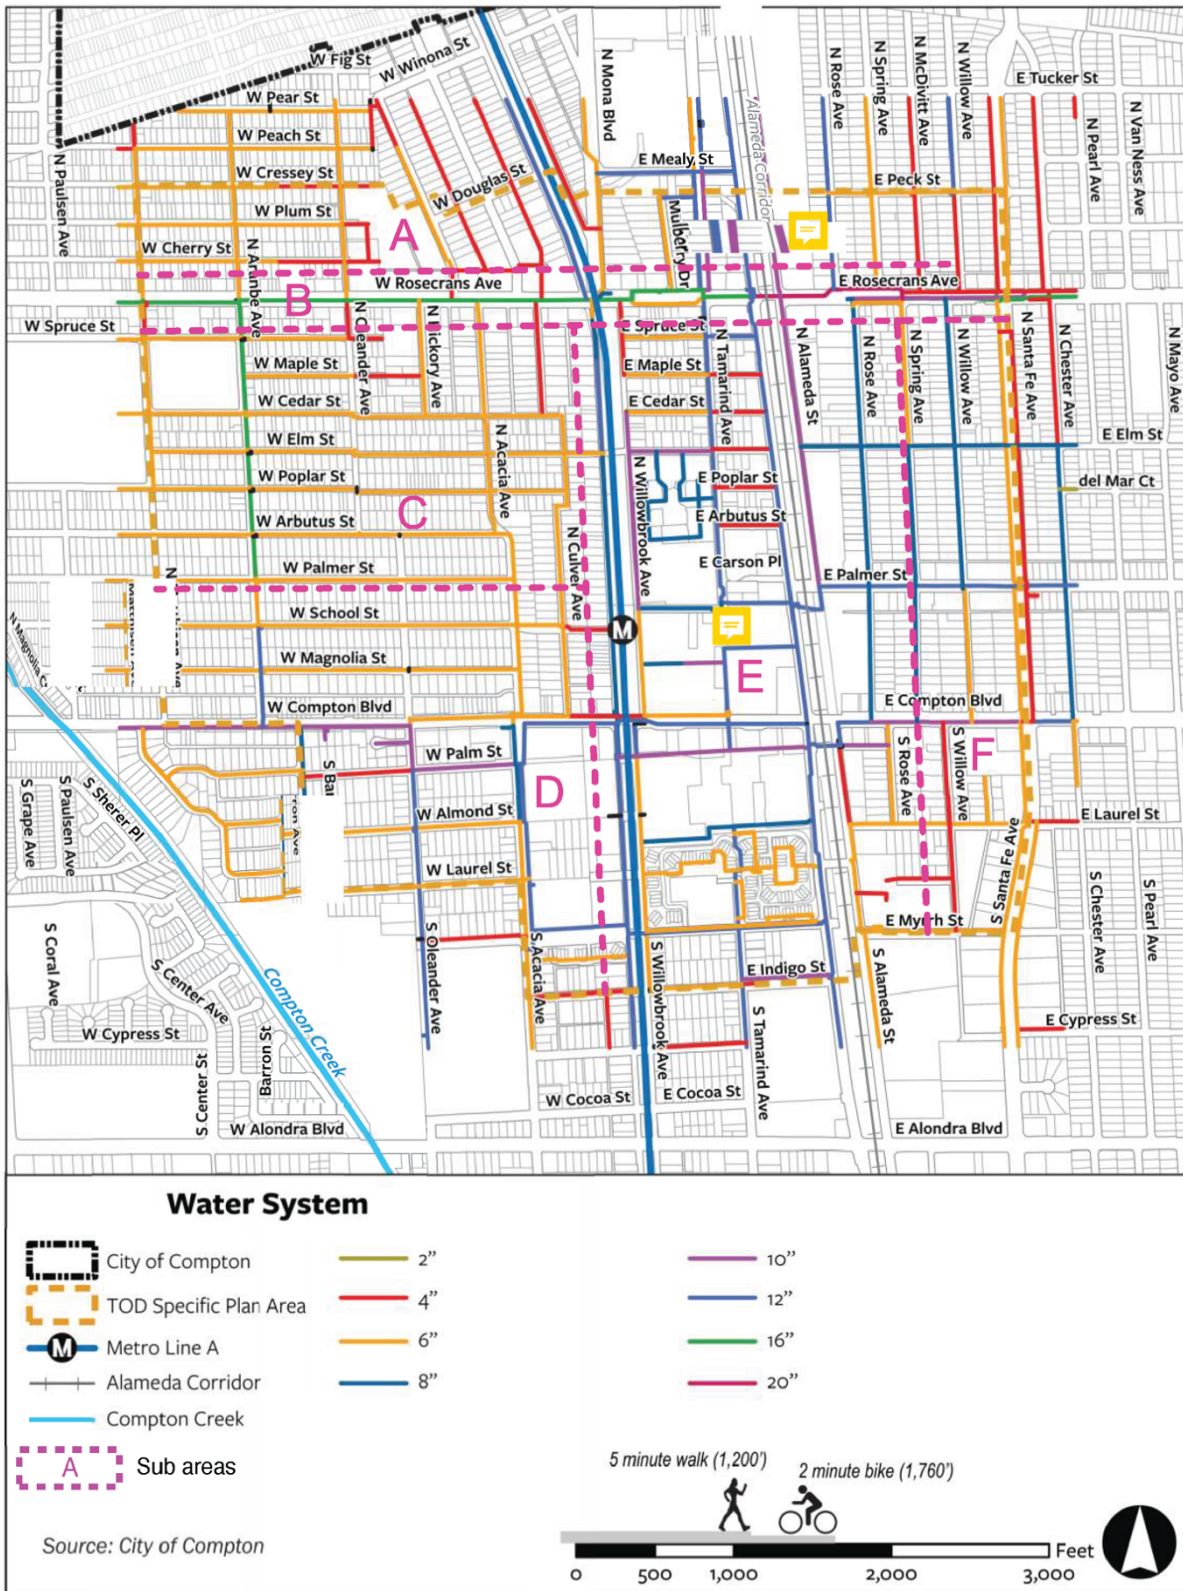 W Fig St
W Winona St
W Pear St
W Peach St
W Cressey St
W Douglas St
W Plum St
W Cherry St
W Rosecrans Ave
W Spruce St
N Paulsen Ave
N Mona Blvd
E Mealy St
Mulberry Dr
Alameda Corridor
N Rose Ave
N Spring Ave
N McDivitt Ave
N Willow Ave
E Tucker St
N Pearl Ave
N Van Ness Ave
E Peck St
E Rosecrans Ave
A
B
N Oleander Ave
N Hickory Ave
W Maple St
W Cedar St
W Elm St
W Poplar St
W Arbutus St
W Palmer St
N Acacia Ave
C
N Culver Ave
E Spruce St
E Maple St
E Cedar St
N Tamarind Ave
N Willowbrook Ave
E Poplar St
E Arbutus St
E Carson Pl
N Alameda St
N Rose Ave
N Spring Ave
N Willow Ave
N Santa Fe Ave
N Chester Ave
N Mayo Ave
E Elm St
del Mar Ct
E Palmer St
N
W School St
W Magnolia St
W Compton Blvd
M
E
E Compton Blvd
W Palm St
W Almond St
W Laurel St
S Bar
S Grape Ave
S Paulsen Ave
S Sherer Pl
D
S Rose Ave
S Willow Ave
F
E Laurel St
S Santa Fe Ave
E Myrrh St
S Chester Ave
S Pearl Ave
S Coral Ave
S Center Ave
Compton Creek
S Oleander Ave
S Acacia Ave
S Willowbrook Ave
E Indigo St
S Tamarind Ave
S Alameda St
E Cypress St
W Cypress St
S Center St
Barron St
W Alondra Blvd
W Cocoa St
E Cocoa St
E Alondra Blvd
Water System
City of Compton
TOD Specific Plan Area
M
Metro Line A
Alameda Corridor
Compton Creek
A
Sub areas
2”
4”
6”
8”
10”
12”
16”
20”
5 minute walk (1,200’)
2 minute bike (1,760’)
Feet
0
500
1,000
2,000
3,000
Source: City of Compton